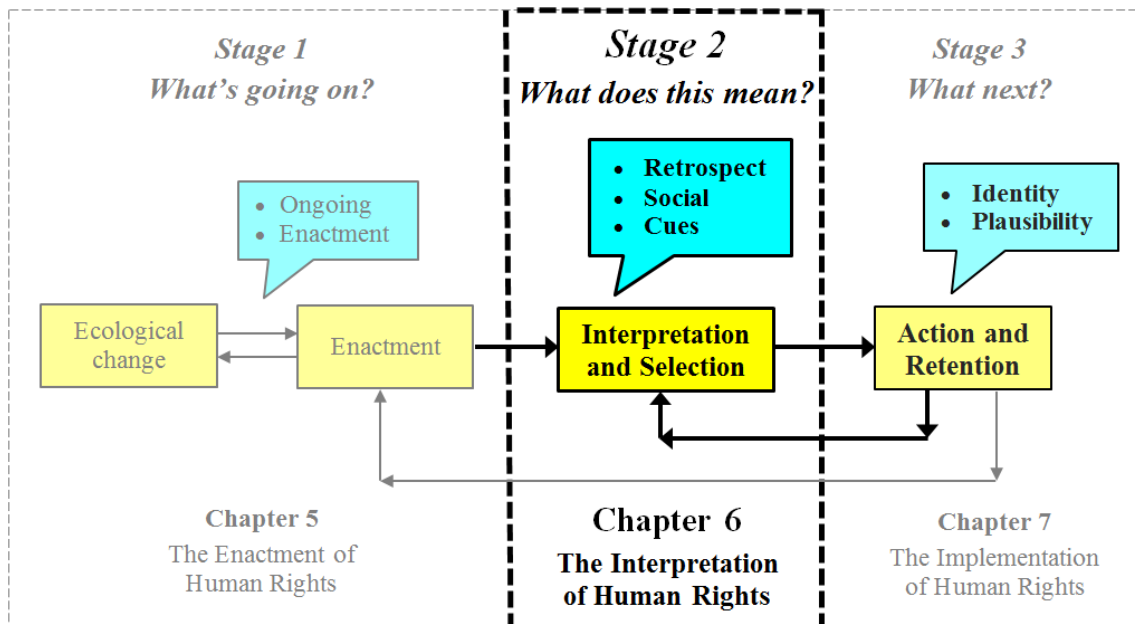 Stage 1
What's going on?
Stage 2
What does this mean?
Stage 3
What next?
• Ongoing
• Enactment
• Retrospect
• Social
• Cues
• Identity
• Plausibility
Ecological
change
Enactment
Interpretation
and Selection
Action and
Retention
Chapter 5
The Enactment of
Human Rights
Chapter 6
The Interpretation
of Human Rights
Chapter 7
The Implementation
of Human Rights